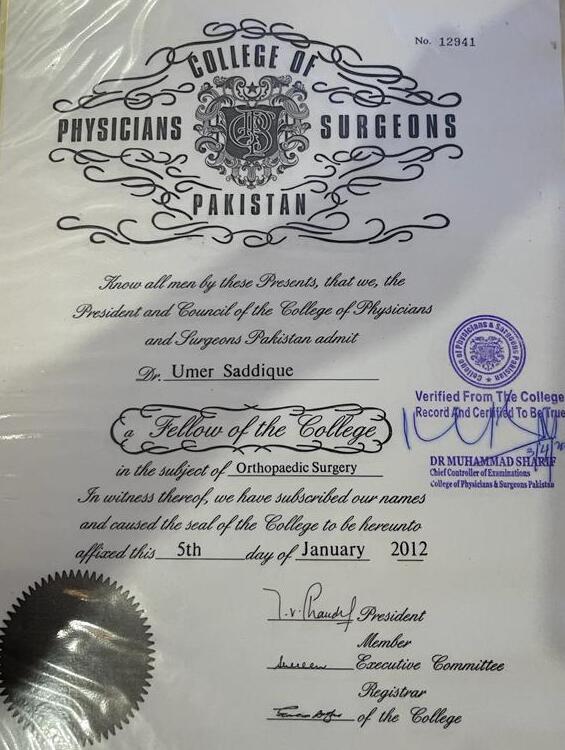 No. 12941
COLLEGE OF
PHYSICIANS SURGEONS
PAKISTAN
Know all men by these Presents, that we, the
President and Council of the College of Physicians
and Surgeons Pakistan admit
Dr. Umer Saddique
a Fellow of the College
in the subject of Orthopaedic Surgery
In witness thereof, we have subscribed our names
and caused the seal of the College to be hereunto
affixed this 5th day of January 2012
President
Member
Executive Committee
Registrar
of the College
College of Physicians & Surgeons Pakistan
Verified From The College
Record And Certified To Be True
DR MUHAMMAD SHARIF
Chief Controller of Examinations
College of Physicians & Surgeons Pakistan